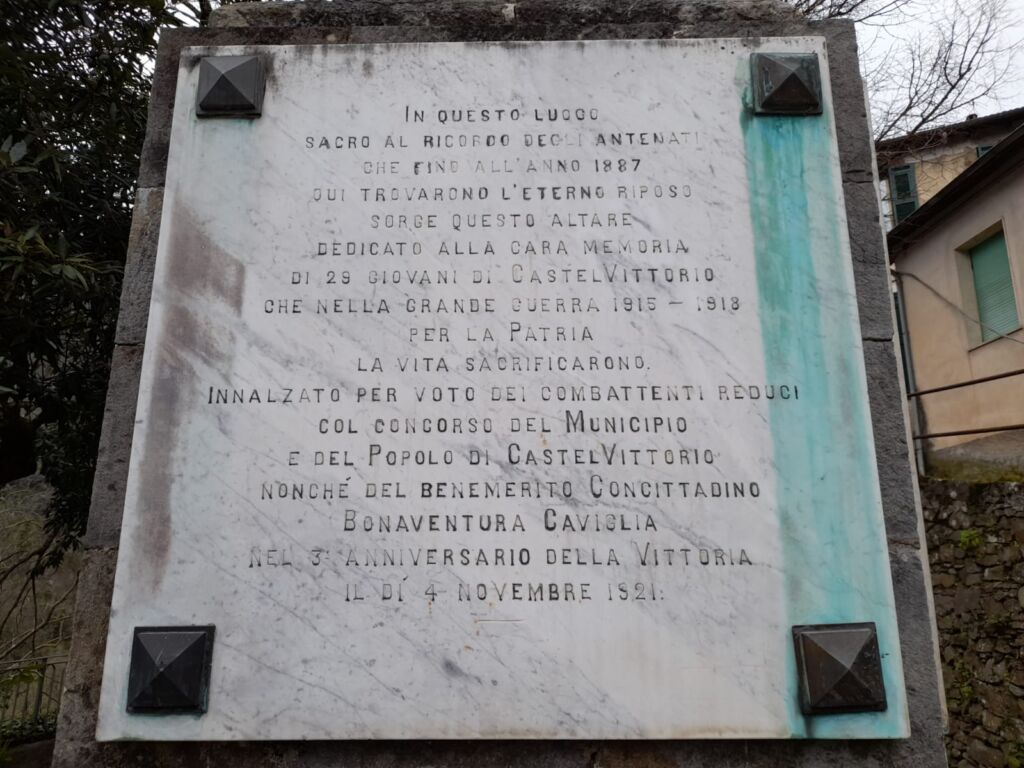 IN QUESTO LUOGO
SACRO AL RICORDO DEGLI ANTENATI
CHE FINO ALL'ANNO 1887
QUI TROVARONO L'ETERNO RIPOSO
SORGE QUESTO ALTARE
DEDICATO ALLA CARA MEMORIA
DI 29 GIOVANI DI CASTELVITTORIO
CHE NELLA GRANDE GUERRA 1915 – 1918
PER LA PATRIA
LA VITA SACRIFICARONO.
INNALZATO PER VOTO DEI COMBATTENTI REDUCI
COL CONCORSO DEL MUNICIPIO
E DEL POPOLO DI CASTELVITTORIO
NONCHÉ DEL BENEMERITO CONCITTADINO
BONAVENTURA CAVIGLIA
NEL 3° ANNIVERSARIO DELLA VITTORIA
IL DÍ 4 NOVEMBRE 1921.